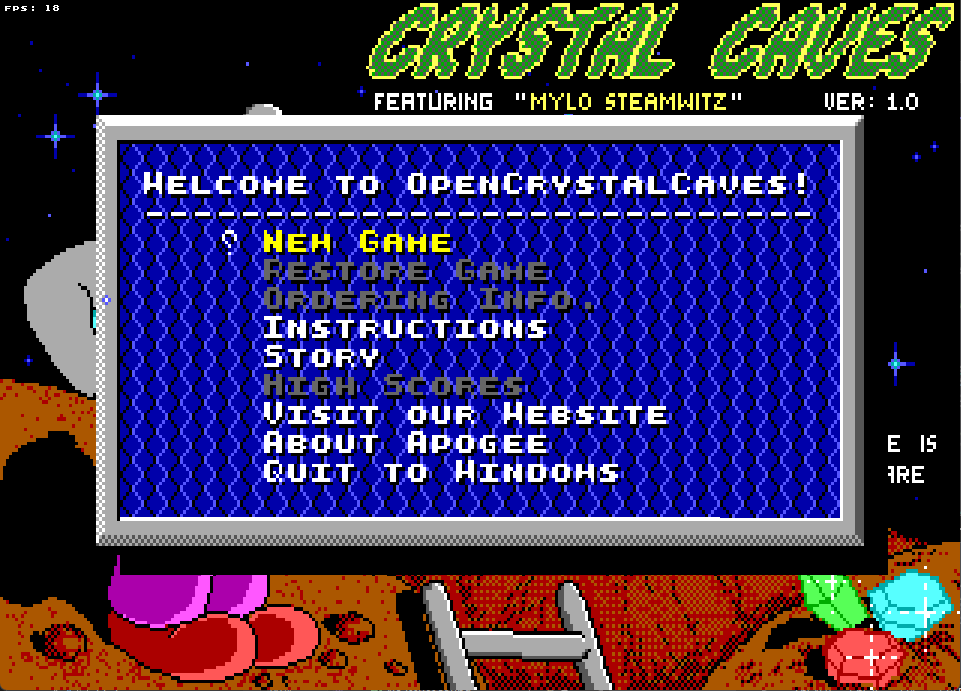 FPS: 18
CRYSTAL CAVES
FEATURING "MYLO STEAMWITZ" VER: 1.0
Welcome to OpenCrystalCaves!
----------------------------
? New Game
Restore Game
Ordering Info.
Instructions
Story
High Scores
Visit our Website
About Apogee
Quit to Windows
E IS